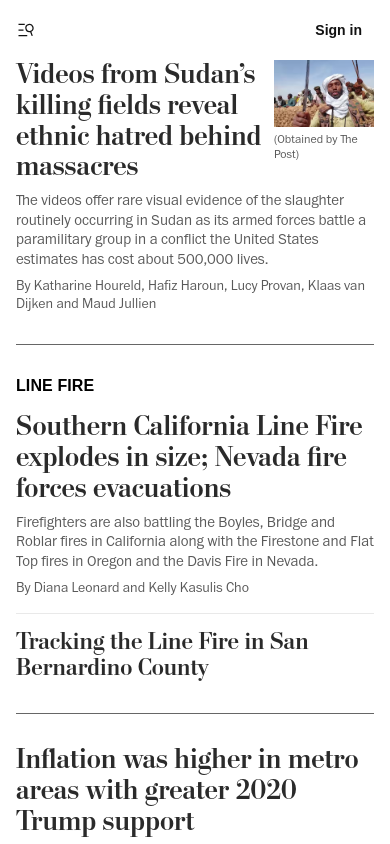 Sign in
Videos from Sudan’s
killing fields reveal
ethnic hatred behind
massacres
(Obtained by The
Post)
The videos offer rare visual evidence of the slaughter
routinely occurring in Sudan as its armed forces battle a
paramilitary group in a conflict the United States
estimates has cost about 500,000 lives.
By Katharine Houreld, Hafiz Haroun, Lucy Provan, Klaas van
Dijken and Maud Jullien
LINE FIRE
Southern California Line Fire
explodes in size; Nevada fire
forces evacuations
Firefighters are also battling the Boyles, Bridge and
Roblar fires in California along with the Firestone and Flat
Top fires in Oregon and the Davis Fire in Nevada.
By Diana Leonard and Kelly Kasulis Cho
Tracking the Line Fire in San
Bernardino County
Inflation was higher in metro
areas with greater 2020
Trump support